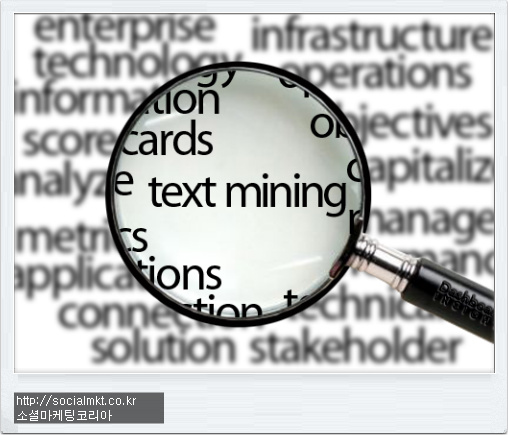 enterprise infrastructure
technology operations
information
scorecards objectives
analyze text mining capitaliz
metrics manage
applications
connection technical
solution stakeholder
http://socialmkt.co.kr
소셜마케팅코리아